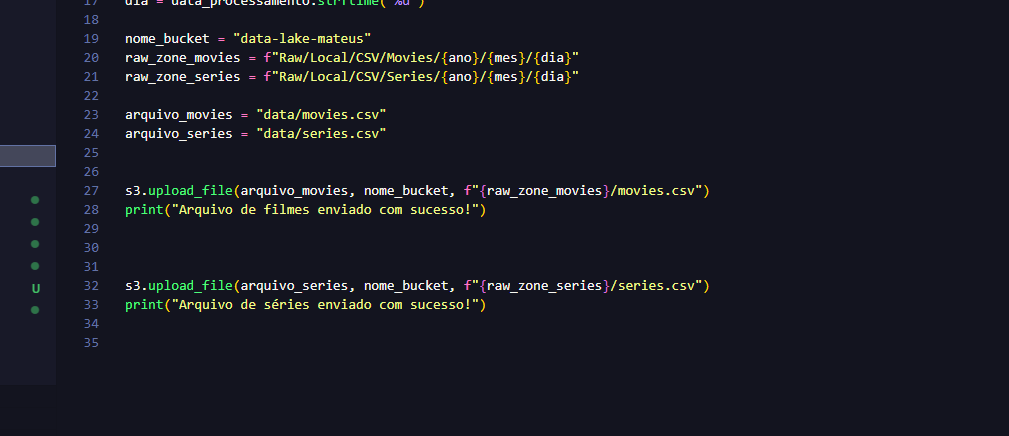 17 dia = data_processamento.strftime("%d")
18
19 nome_bucket = "data-lake-mateus"
20 raw_zone_movies = f"Raw/Local/CSV/Movies/{ano}/{mes}/{dia}"
21 raw_zone_series = f"Raw/Local/CSV/Series/{ano}/{mes}/{dia}"
22
23 arquivo_movies = "data/movies.csv"
24 arquivo_series = "data/series.csv"
25
26
27 s3.upload_file(arquivo_movies, nome_bucket, f"{raw_zone_movies}/movies.csv")
28 print("Arquivo de filmes enviado com sucesso!")
29
30
31
U
32 s3.upload_file(arquivo_series, nome_bucket, f"{raw_zone_series}/series.csv")
33 print("Arquivo de séries enviado com sucesso!")
34
35